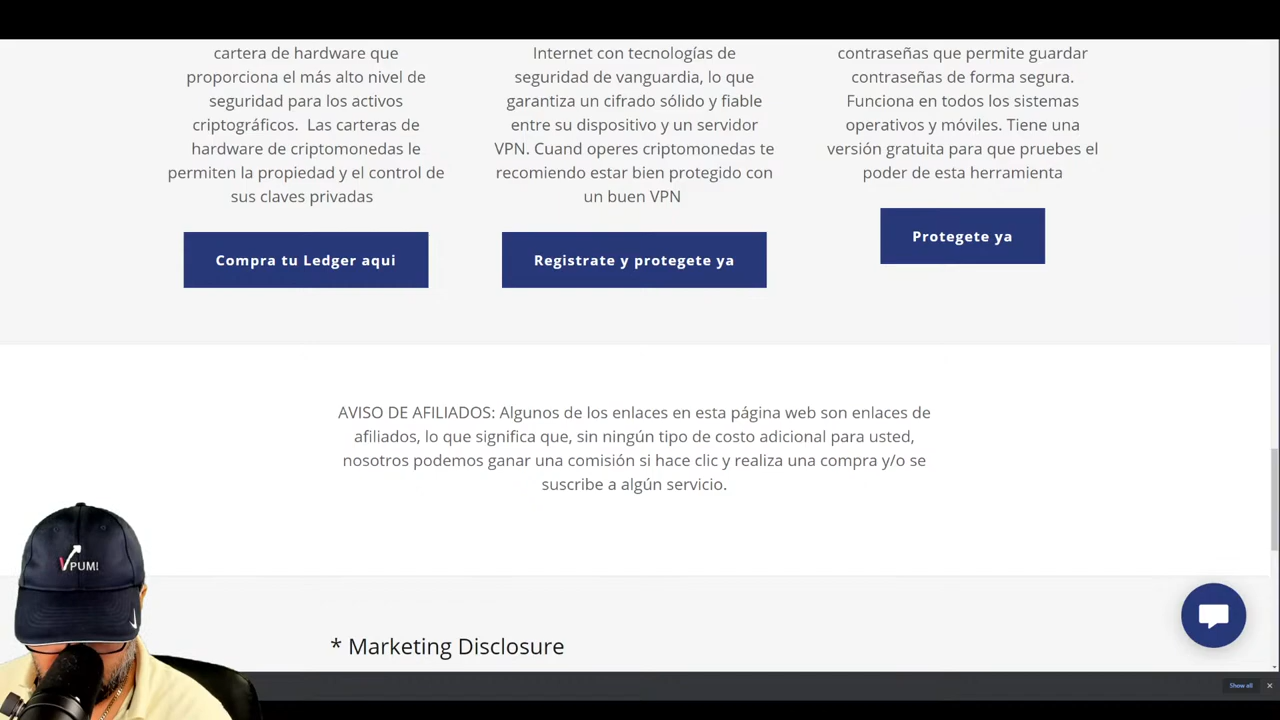 cartera de hardware que
proporciona el más alto nivel de
seguridad para los activos
criptográficos.  Las carteras de
hardware de criptomonedas le
permiten la propiedad y el control de
sus claves privadas
Compra tu Ledger aqui
Internet con tecnologías de
seguridad de vanguardia, lo que
garantiza un cifrado sólido y fiable
entre su dispositivo y un servidor
VPN. Cuand operes criptomonedas te
recomiendo estar bien protegido con
un buen VPN
Registrate y protegete ya
contraseñas que permite guardar
contraseñas de forma segura.
Funciona en todos los sistemas
operativos y móviles. Tiene una
versión gratuita para que pruebes el
poder de esta herramienta
Protegete ya
AVISO DE AFILIADOS: Algunos de los enlaces en esta página web son enlaces de
afiliados, lo que significa que, sin ningún tipo de costo adicional para usted,
nosotros podemos ganar una comisión si hace clic y realiza una compra y/o se
suscribe a algún servicio.
VPUM!
* Marketing Disclosure
Show all